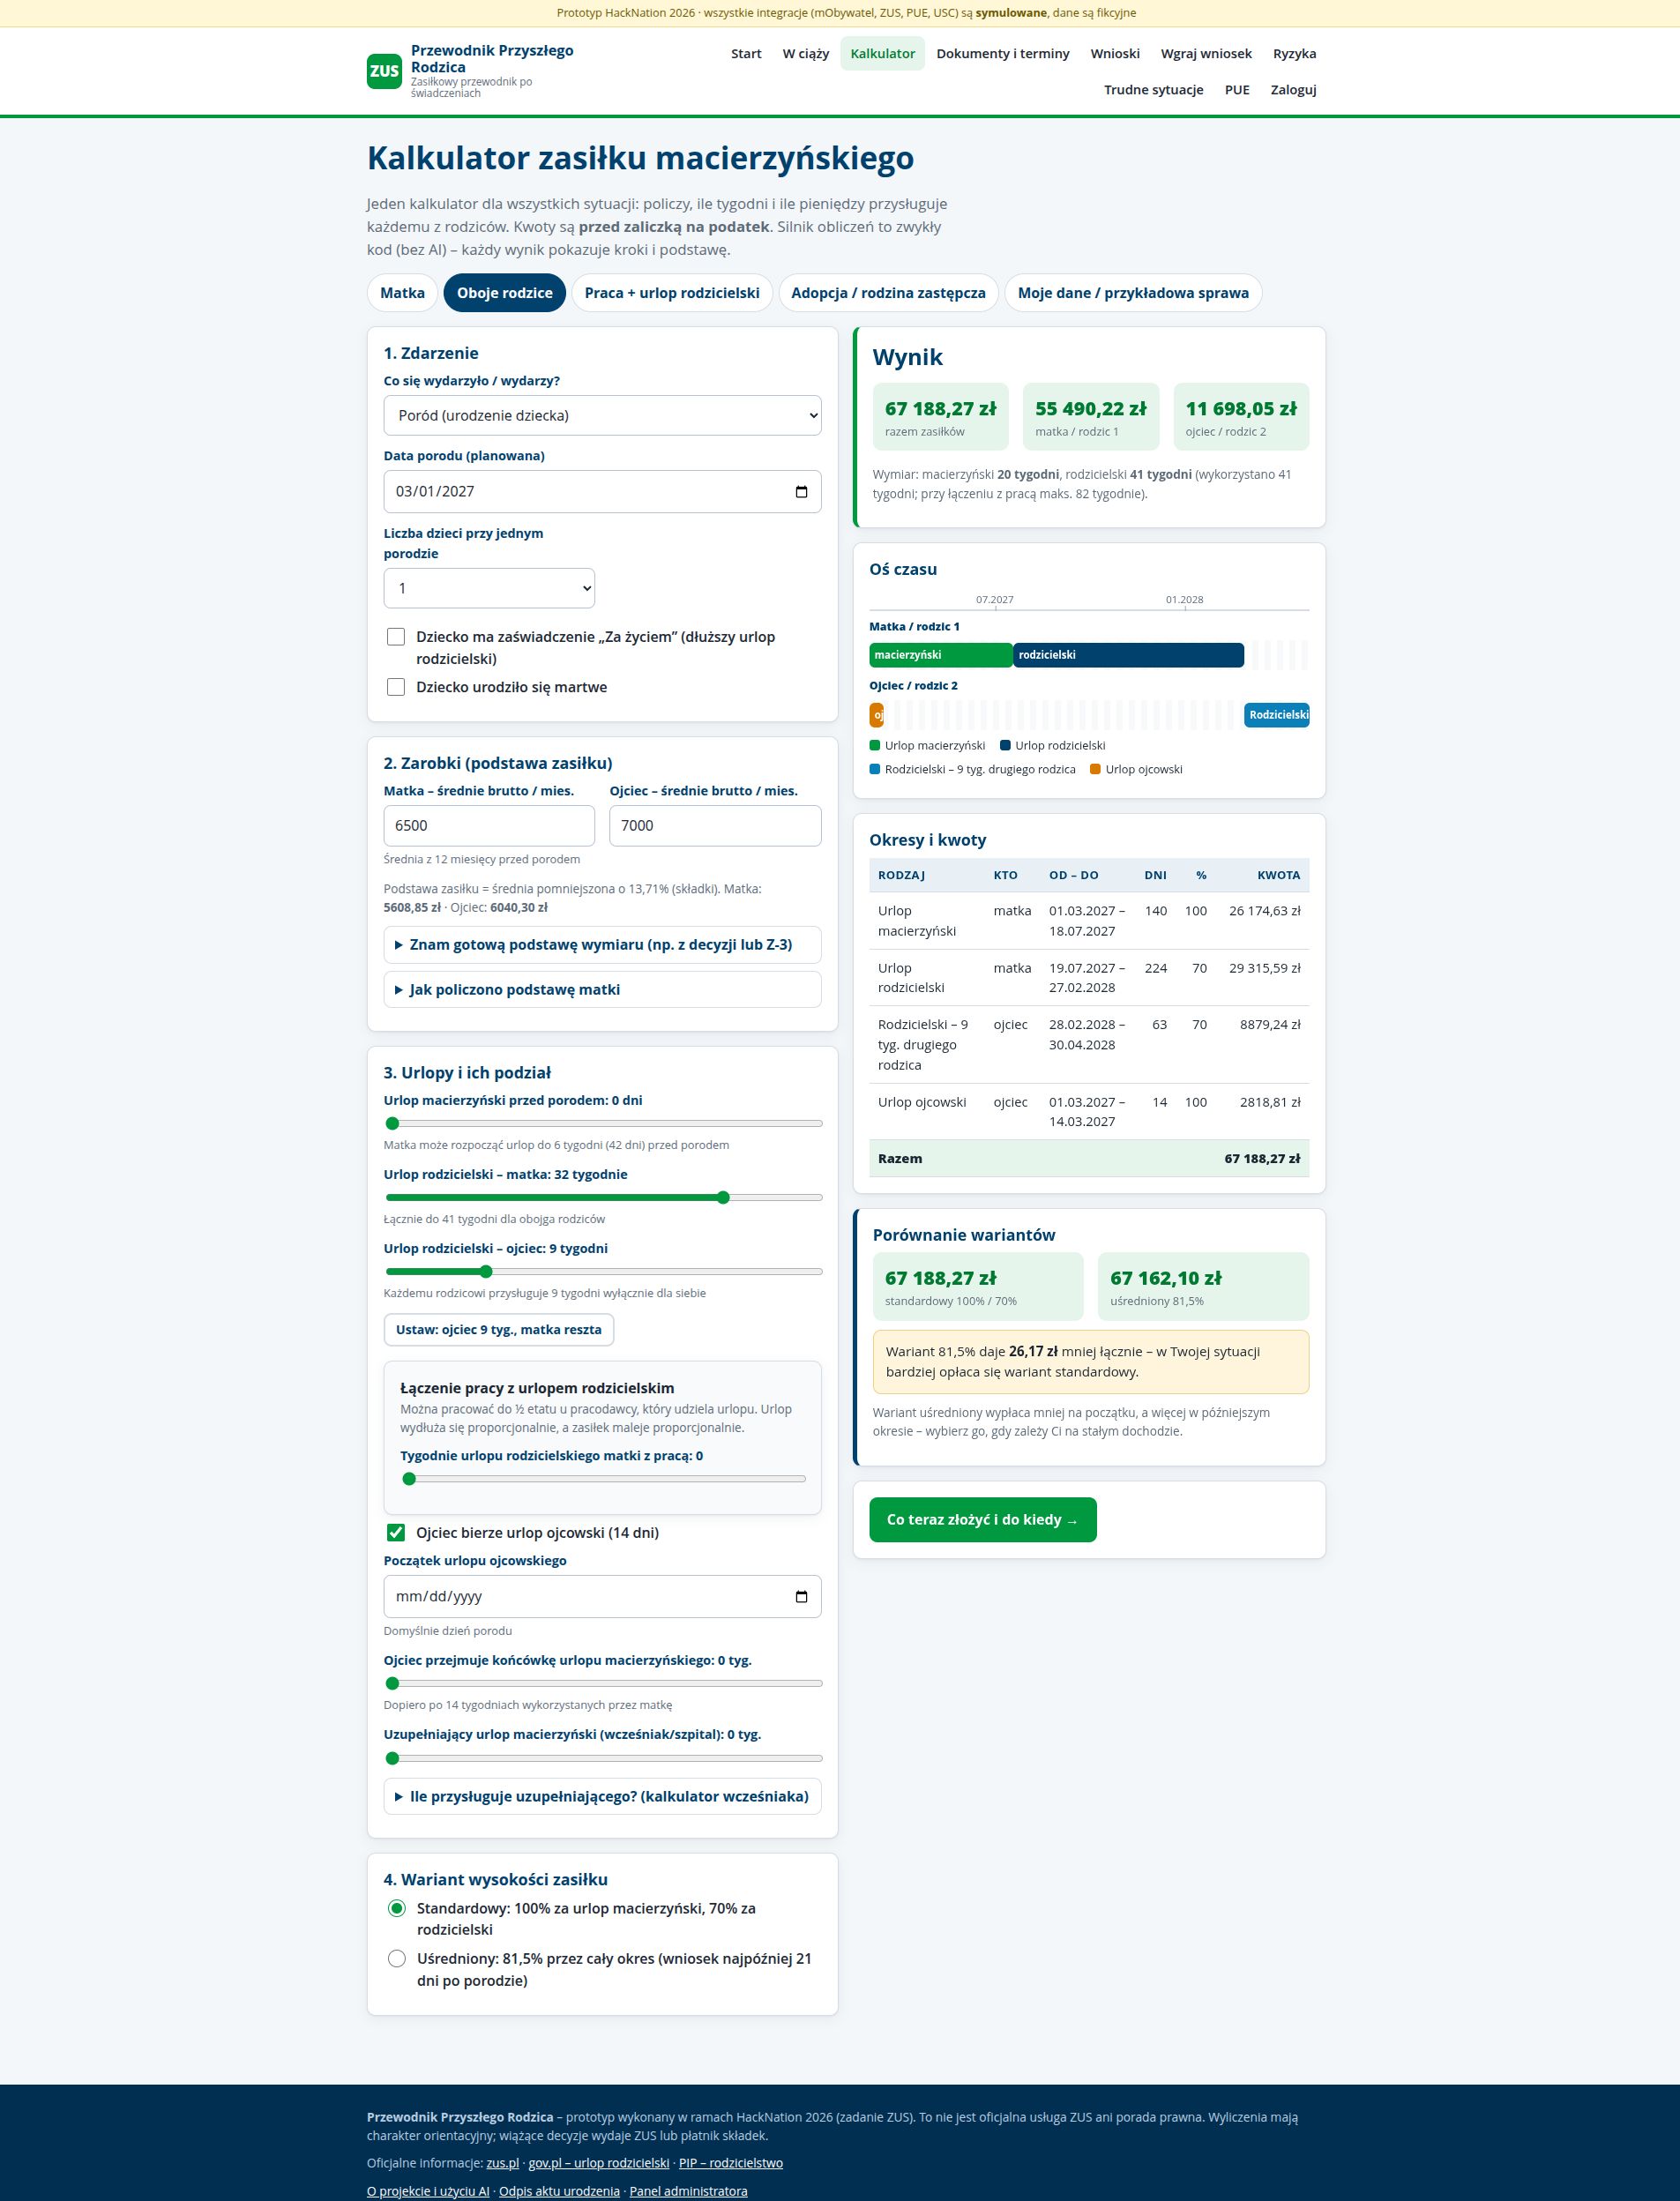 Prototyp HackNation 2026 · wszystkie integracje (mObywatel, ZUS, PUE, USC) są symulowane, dane są fikcyjne
ZUS
Przewodnik Przyszłego
Rodzica
Zasiłkowy przewodnik po
świadczeniach
Start W ciąży Kalkulator Dokumenty i terminy Wnioski Wgraj wniosek Ryzyka
Trudne sytuacje PUE Zaloguj
Kalkulator zasiłku macierzyńskiego
Jeden kalkulator dla wszystkich sytuacji: policzy, ile tygodni i ile pieniędzy przysługuje
każdemu z rodziców. Kwoty są przed zaliczką na podatek. Silnik obliczeń to zwykły
kod (bez AI) – każdy wynik pokazuje kroki i podstawę.
Matka Oboje rodzice Praca + urlop rodzicielski Adopcja / rodzina zastępcza Moje dane / przykładowa sprawa
1. Zdarzenie
Co się wydarzyło / wydarzy?
Poród (urodzenie dziecka)
Data porodu (planowana)
03/01/2027
Liczba dzieci przy jednym
porodzie
1
Dziecko ma zaświadczenie „Za życiem” (dłuższy urlop
rodzicielski)
Dziecko urodziło się martwe
2. Zarobki (podstawa zasiłku)
Matka – średnie brutto / mies. Ojciec – średnie brutto / mies.
6500 7000
Średnia z 12 miesięcy przed porodem
Podstawa zasiłku = średnia pomniejszona o 13,71% (składki). Matka:
5608,85 zł · Ojciec: 6040,30 zł
▶ Znam gotową podstawę wymiaru (np. z decyzji lub Z-3)
▶ Jak policzono podstawę matki
3. Urlopy i ich podział
Urlop macierzyński przed porodem: 0 dni
Matka może rozpocząć urlop do 6 tygodni (42 dni) przed porodem
Urlop rodzicielski – matka: 32 tygodnie
Łącznie do 41 tygodni dla obojga rodziców
Urlop rodzicielski – ojciec: 9 tygodni
Każdemu rodzicowi przysługuje 9 tygodni wyłącznie dla siebie
Ustaw: ojciec 9 tyg., matka reszta
Łączenie pracy z urlopem rodzicielskim
Można pracować do ½ etatu u pracodawcy, który udziela urlopu. Urlop
wydłuża się proporcjonalnie, a zasiłek maleje proporcjonalnie.
Tygodnie urlopu rodzicielskiego matki z pracą: 0
Ojciec bierze urlop ojcowski (14 dni)
Początek urlopu ojcowskiego
mm/dd/yyyy
Domyślnie dzień porodu
Ojciec przejmuje końcówkę urlopu macierzyńskiego: 0 tyg.
Dopiero po 14 tygodniach wykorzystanych przez matkę
Uzupełniający urlop macierzyński (wcześniak/szpital): 0 tyg.
▶ Ile przysługuje uzupełniającego? (kalkulator wcześniaka)
4. Wariant wysokości zasiłku
Standardowy: 100% za urlop macierzyński, 70% za
rodzicielski
Uśredniony: 81,5% przez cały okres (wniosek najpóźniej 21
dni po porodzie)
Wynik
67 188,27 zł 55 490,22 zł 11 698,05 zł
razem zasiłków matka / rodzic 1 ojciec / rodzic 2
Wymiar: macierzyński 20 tygodni, rodzicielski 41 tygodni (wykorzystano 41
tygodni; przy łączeniu z pracą maks. 82 tygodnie).
Oś czasu
07.2027 01.2028
Matka / rodzic 1
macierzyński rodzicielski
Ojciec / rodzic 2
oj Rodzicielski
Urlop macierzyński Urlop rodzicielski
Rodzicielski – 9 tyg. drugiego rodzica Urlop ojcowski
Okresy i kwoty
RODZAJ KTO OD – DO DNI % KWOTA
Urlop matka 01.03.2027 – 140 100 26 174,63 zł
macierzyński 18.07.2027
Urlop matka 19.07.2027 – 224 70 29 315,59 zł
rodzicielski 27.02.2028
Rodzicielski – 9 ojciec 28.02.2028 – 63 70 8879,24 zł
tyg. drugiego 30.04.2028
rodzica
Urlop ojcowski ojciec 01.03.2027 – 14 100 2818,81 zł
14.03.2027
Razem 67 188,27 zł
Porównanie wariantów
67 188,27 zł 67 162,10 zł
standardowy 100% / 70% uśredniony 81,5%
Wariant 81,5% daje 26,17 zł mniej łącznie – w Twojej sytuacji
bardziej opłaca się wariant standardowy.
Wariant uśredniony wypłaca mniej na początku, a więcej w późniejszym
okresie – wybierz go, gdy zależy Ci na stałym dochodzie.
Co teraz złożyć i do kiedy →
Przewodnik Przyszłego Rodzica – prototyp wykonany w ramach HackNation 2026 (zadanie ZUS). To nie jest oficjalna usługa ZUS ani porada prawna. Wyliczenia mają
charakter orientacyjny; wiążące decyzje wydaje ZUS lub płatnik składek.
Oficjalne informacje: zus.pl · gov.pl – urlop rodzicielski · PIP – rodzicielstwo
O projekcie i użyciu AI · Odpis aktu urodzenia · Panel administratora